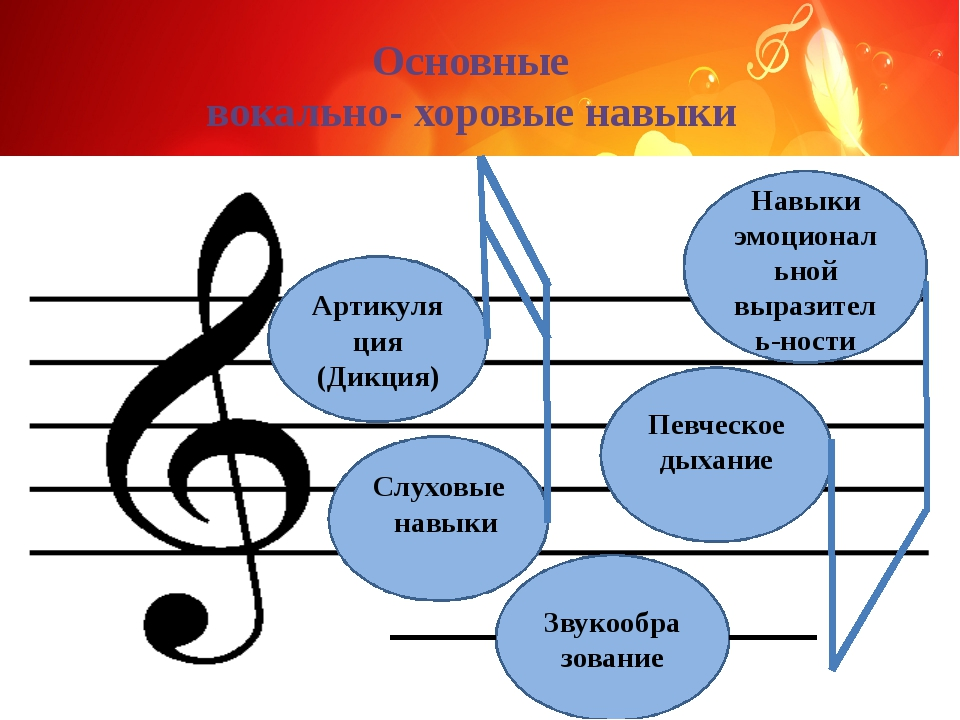 Основные
вокально- хоровые навыки
Навыки
эмоционал
ьной
выразител
ь-ности
Артикуля
ция
(Дикция)
Певческое
дыхание
Слуховые
навыки
Звукообра
зование